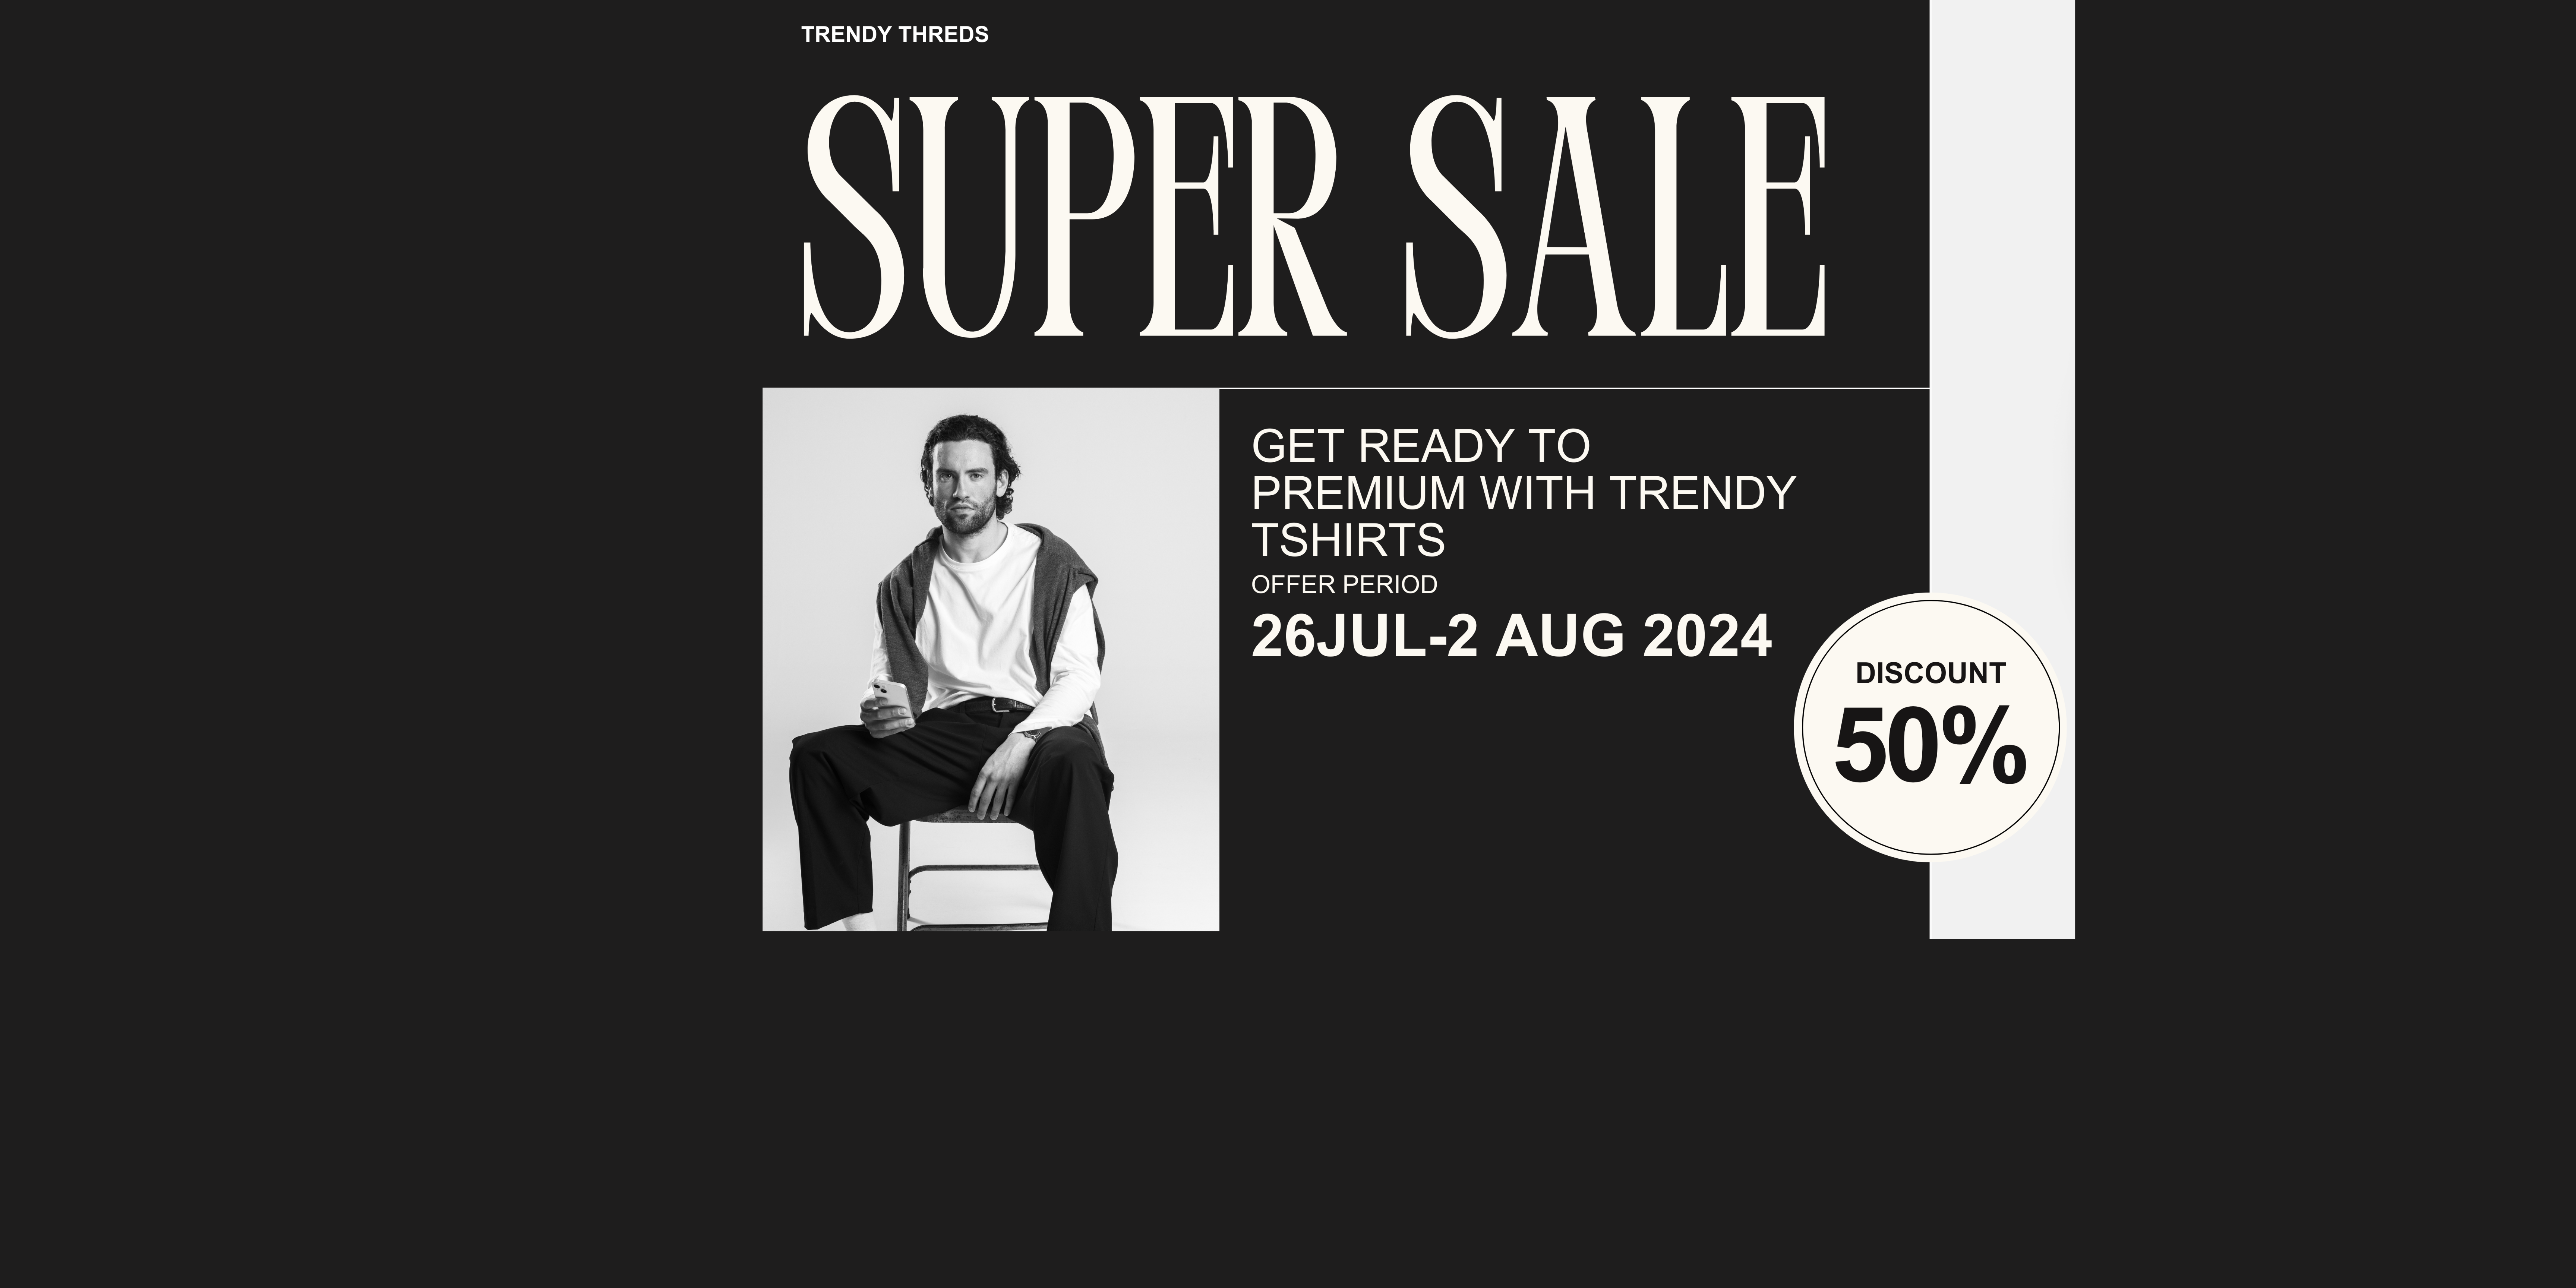 TRENDY THREDS
SUPER SALE
GET READY TO
PREMIUM WITH TRENDY
TSHIRTS
OFFER PERIOD
26JUL-2 AUG 2024
DISCOUNT
50%